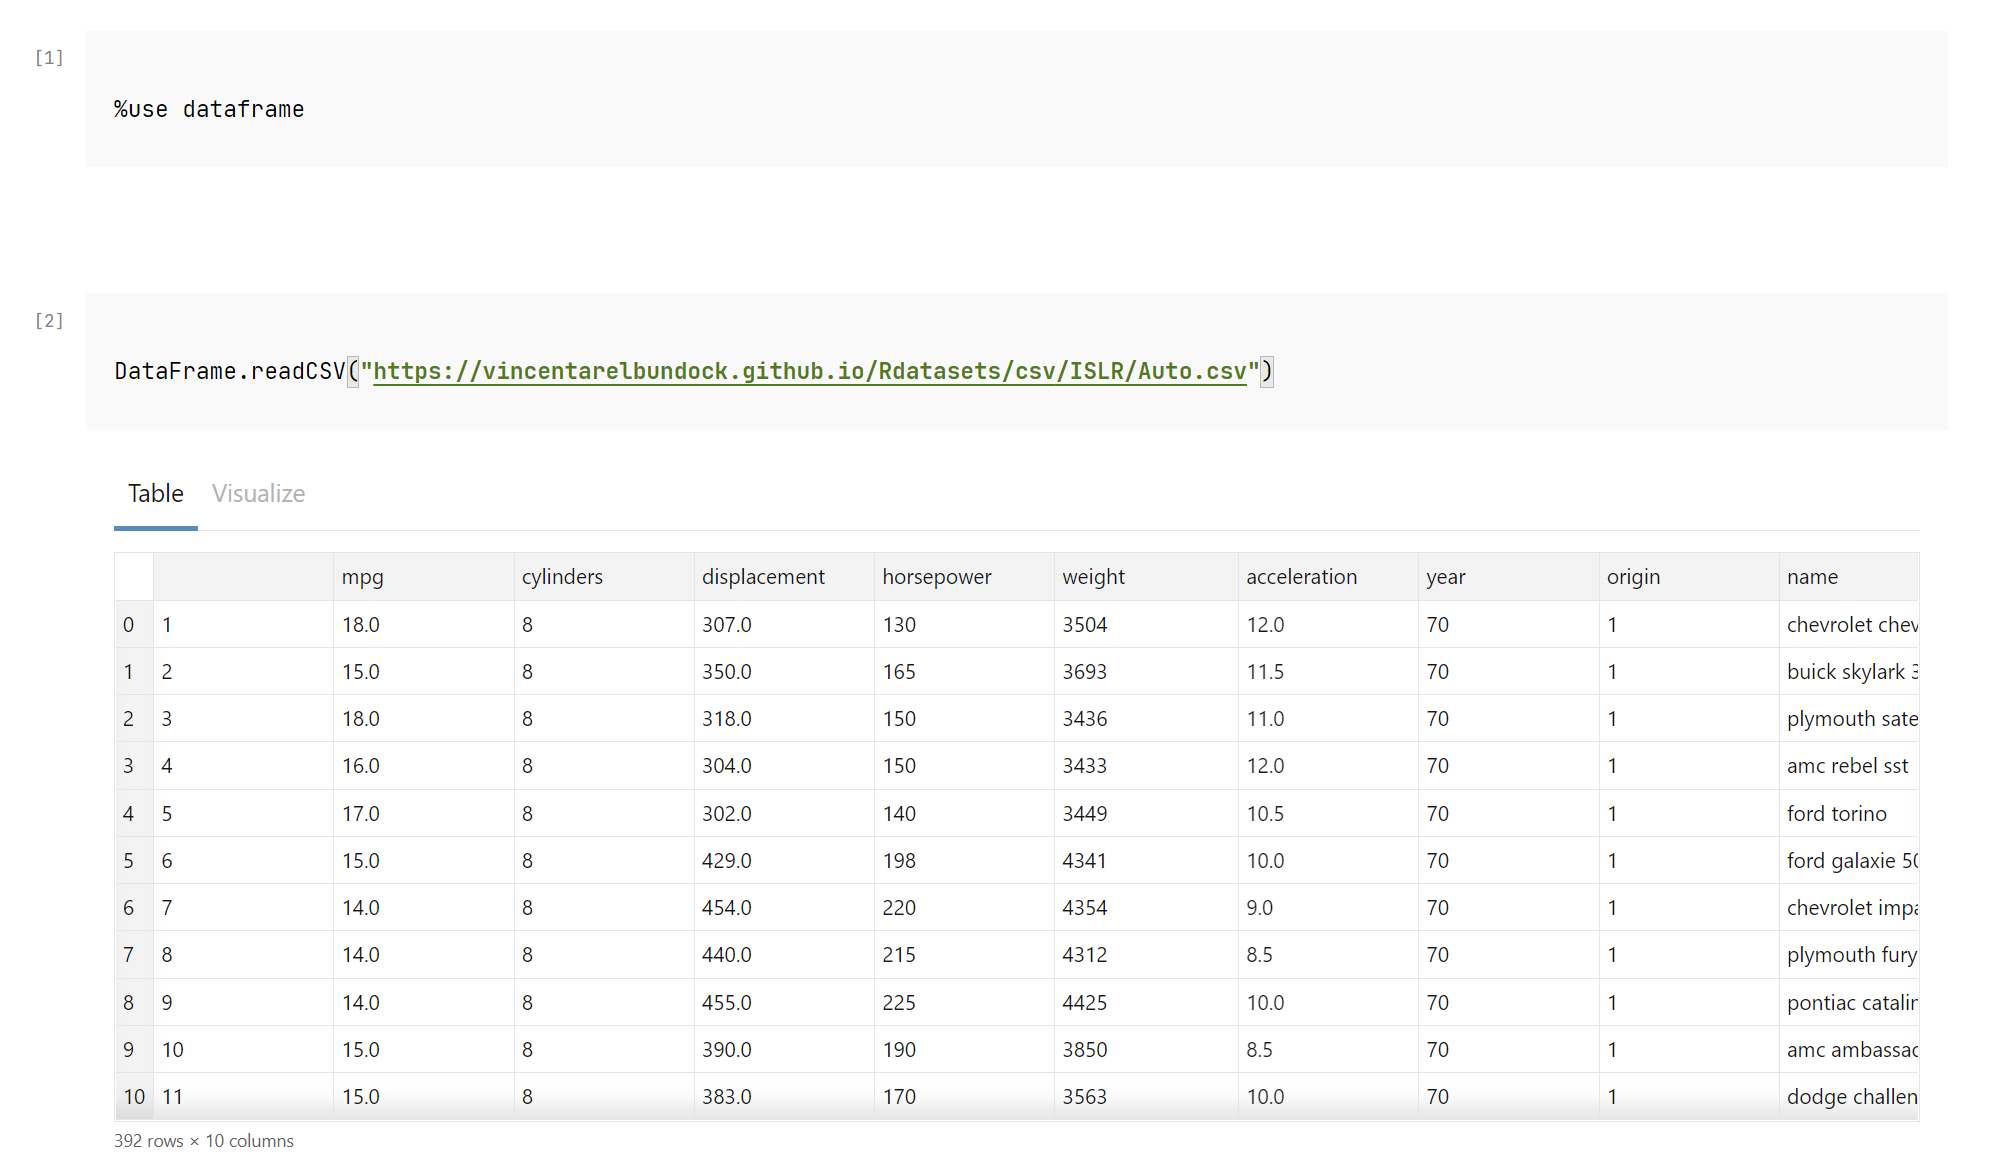 [1]
%use dataframe
[2]
DataFrame.readCSV("https://vincentarelbundock.github.io/Rdatasets/csv/ISLR/Auto.csv")
Table Visualize
mpg cylinders displacement horsepower weight acceleration year origin name
0 1 18.0 8 307.0 130 3504 12.0 70 1 chevrolet chev
1 2 15.0 8 350.0 165 3693 11.5 70 1 buick skylark 3
2 3 18.0 8 318.0 150 3436 11.0 70 1 plymouth sate
3 4 16.0 8 304.0 150 3433 12.0 70 1 amc rebel sst
4 5 17.0 8 302.0 140 3449 10.5 70 1 ford torino
5 6 15.0 8 429.0 198 4341 10.0 70 1 ford galaxie 50
6 7 14.0 8 454.0 220 4354 9.0 70 1 chevrolet impa
7 8 14.0 8 440.0 215 4312 8.5 70 1 plymouth fury
8 9 14.0 8 455.0 225 4425 10.0 70 1 pontiac catalin
9 10 15.0 8 390.0 190 3850 8.5 70 1 amc ambassad
10 11 15.0 8 383.0 170 3563 10.0 70 1 dodge challen
392 rows × 10 columns